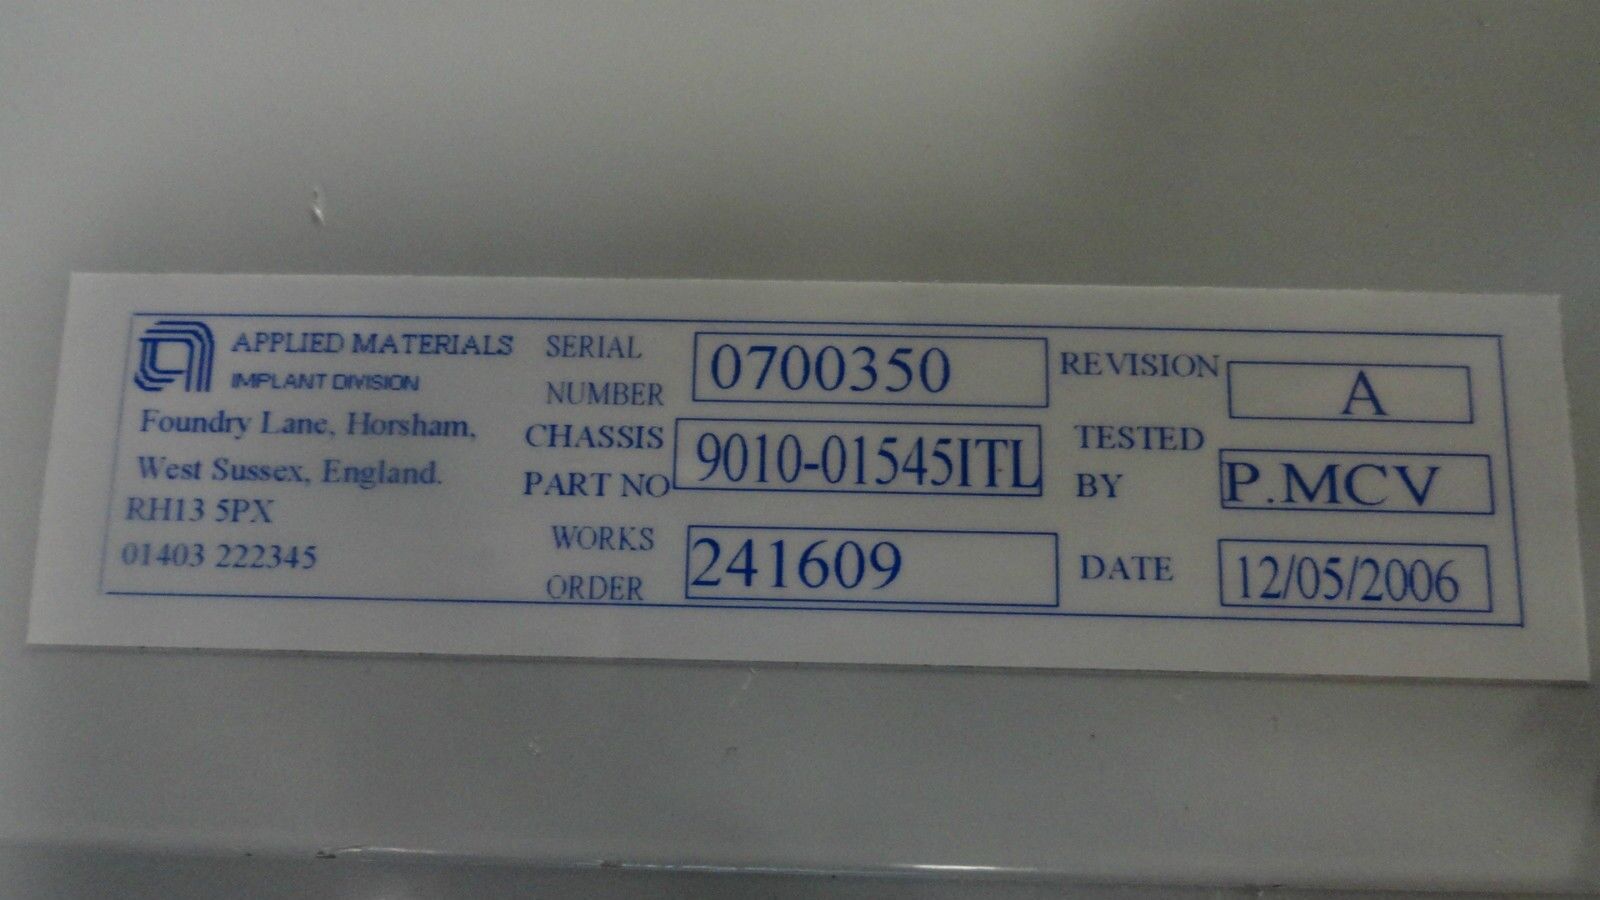 APPLIED MATERIALS
IMPLANT DIVISION
Foundry Lane, Horsham,
West Sussex, England.
RH13 5PX
01403 222345
SERIAL
NUMBER
0700350
CHASSIS
PART NO
9010-01545ITL
WORKS
ORDER
241609
REVISION
A
TESTED
BY
P.MCV
DATE
12/05/2006